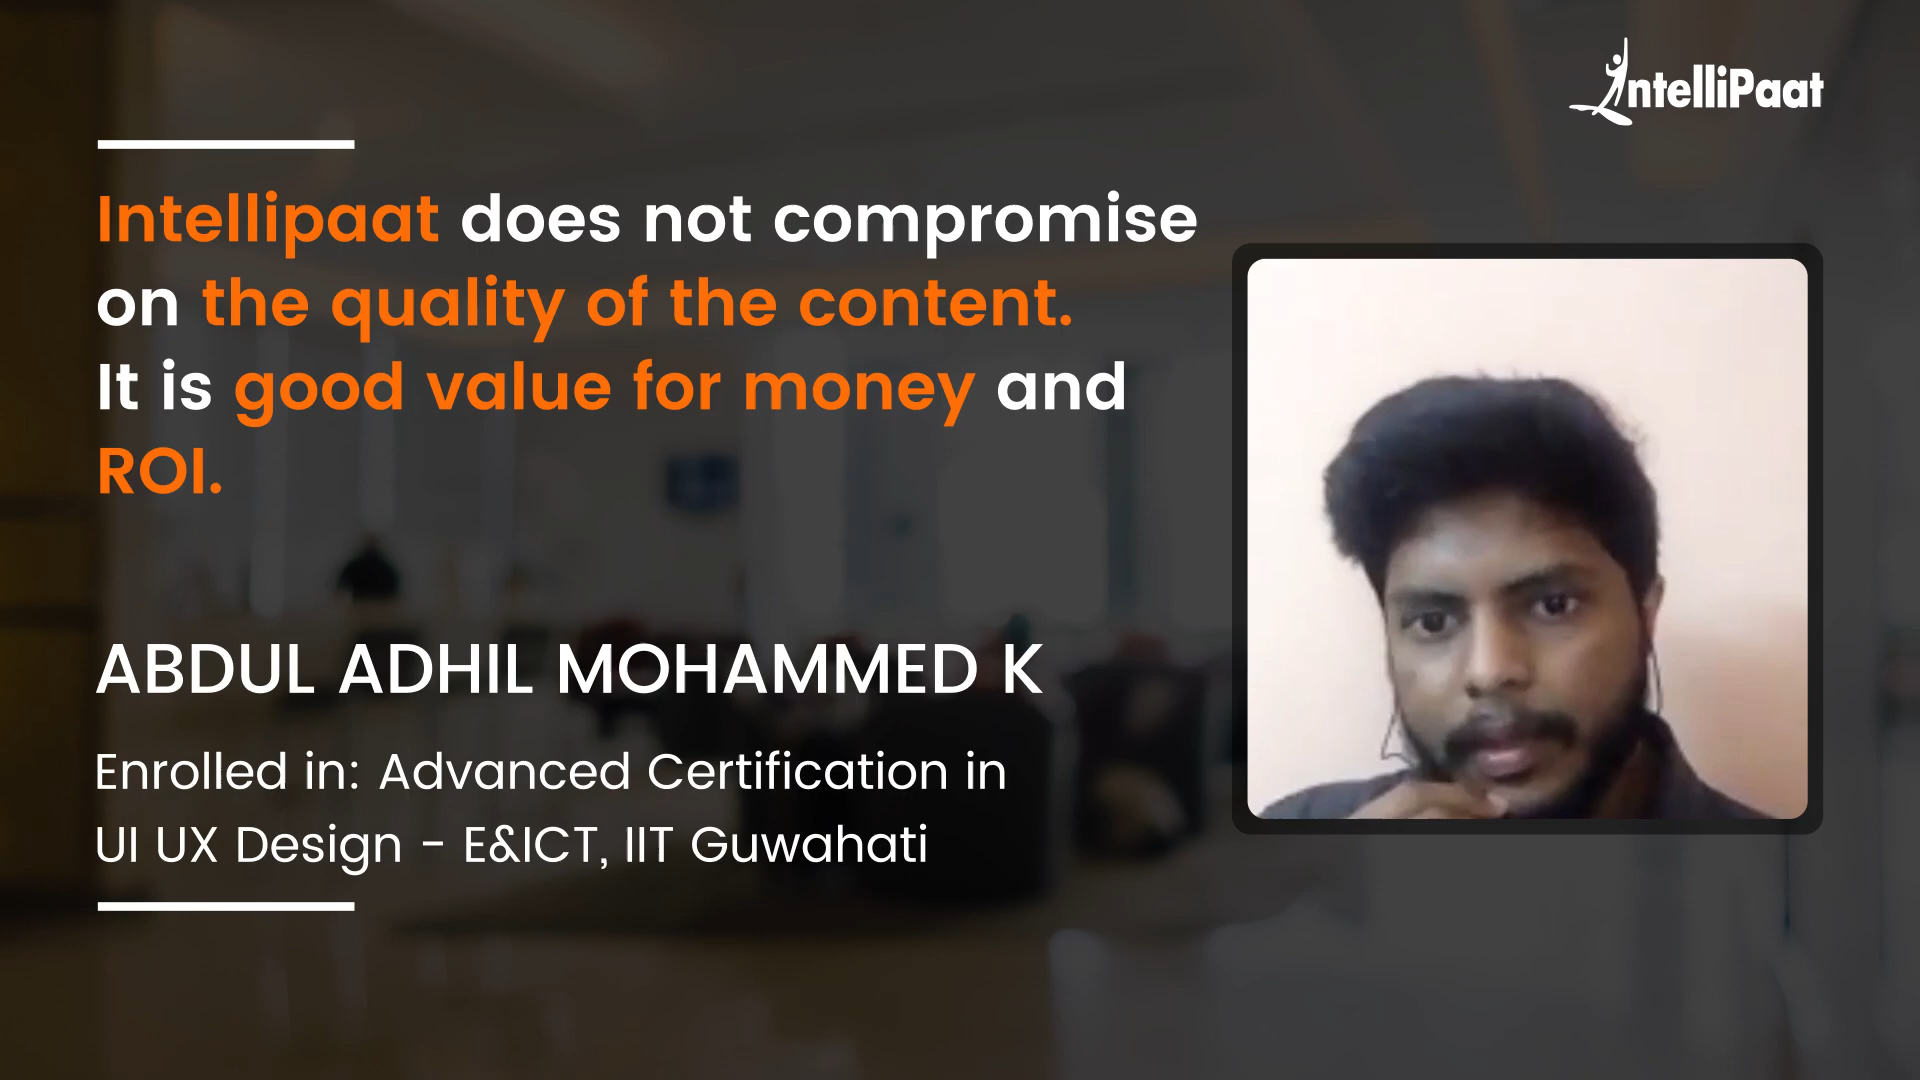 IntelliPaat
Intellipaat does not compromise
on the quality of the content.
It is good value for money and
ROI.
ABDUL ADHIL MOHAMMED K
Enrolled in: Advanced Certification in
UI UX Design - E&ICT, IIT Guwahati